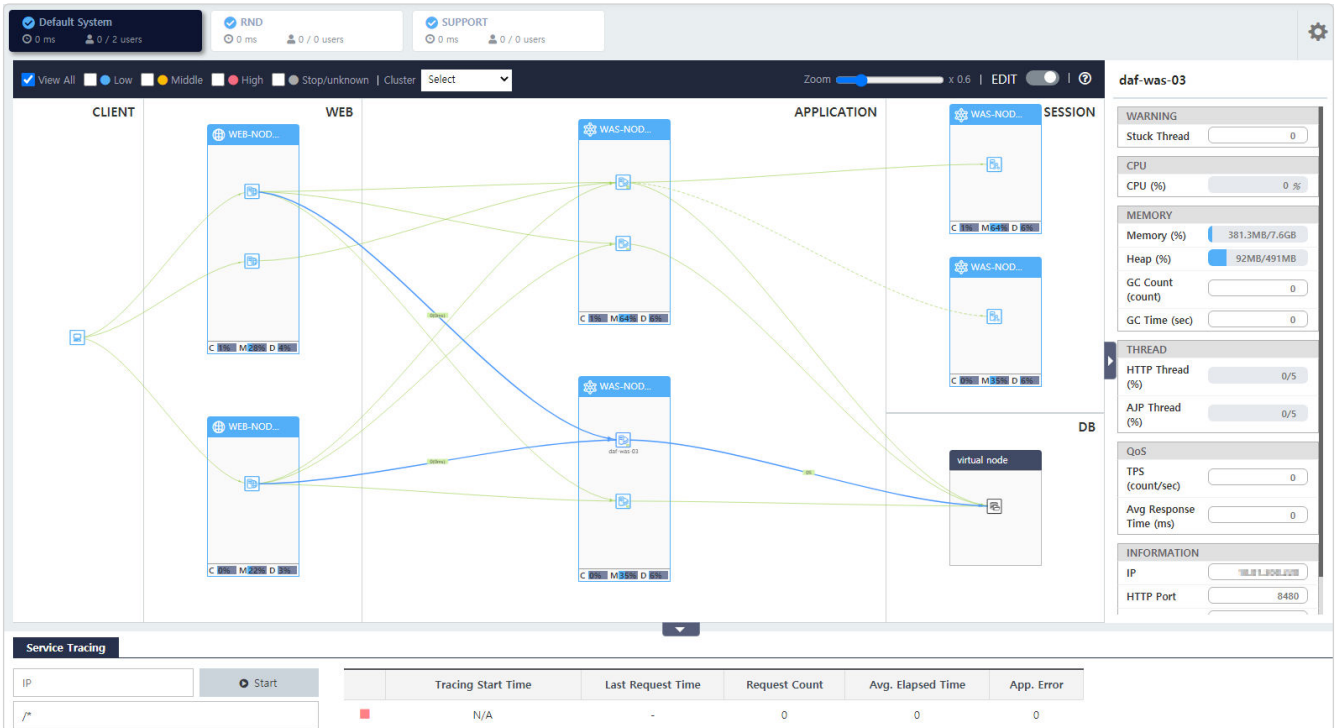 Default System
0 ms 0 / 2 users
RND
0 ms 0 / 0 users
SUPPORT
0 ms 0 / 0 users
View All Low Middle High Stop/unknown | Cluster Select Zoom x 0.6 | EDIT |
CLIENT
WEB
APPLICATION
SESSION
DB
WEB-NOD...
C 1% M 28% D 4%
WEB-NOD...
C 0% M 22% D 3%
WAS-NOD...
C 1% M 64% D 6%
WAS-NOD...
daf-was-03
C 0% M 35% D 6%
WAS-NOD...
C 1% M 64% D 6%
WAS-NOD...
C 0% M 35% D 6%
virtual node
daf-was-03
WARNING
Stuck Thread 0
CPU
CPU (%) 0 %
MEMORY
Memory (%) 381.3MB/7.6GB
Heap (%) 92MB/491MB
GC Count
(count) 0
GC Time (sec) 0
THREAD
HTTP Thread
(%) 0/5
AJP Thread
(%) 0/5
QoS
TPS
(count/sec) 0
Avg Response
Time (ms) 0
INFORMATION
IP
HTTP Port 8480
Service Tracing
IP
Start
/*
Tracing Start Time Last Request Time Request Count Avg. Elapsed Time App. Error
N/A - 0 0 0